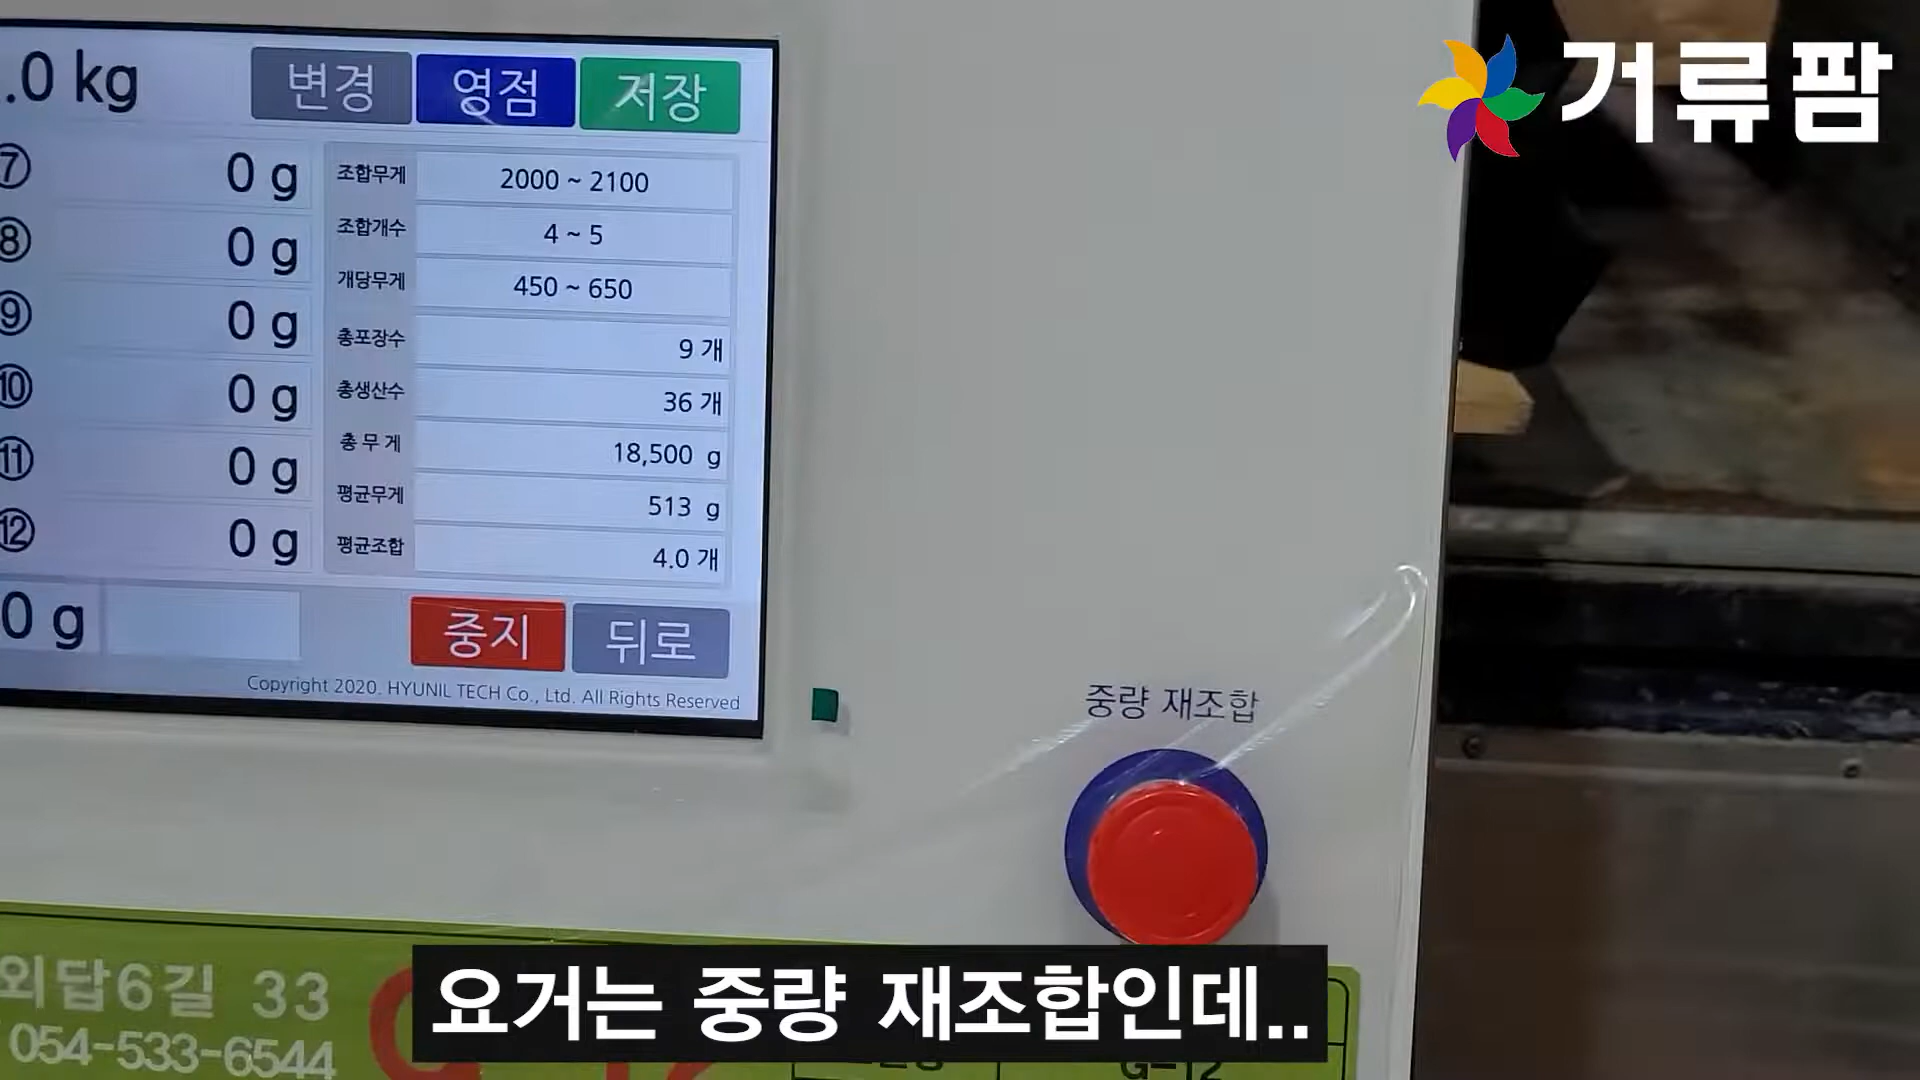 .0 kg
변경
영점
저장
거류팜
⑦ 0 g
⑧ 0 g
⑨ 0 g
⑩ 0 g
⑪ 0 g
⑫ 0 g
조합무게 2000 ~ 2100
조합개수 4 ~ 5
개당무게 450 ~ 650
총포장수 9 개
총생산수 36 개
총 무 게 18,500 g
평균무게 513 g
평균조합 4.0 개
0 g
중지
뒤로
Copyright 2020. HYUNIL TECH Co., Ltd. All Rights Reserved
중량 재조합
외답6길 33
054-533-6544
요거는 중량 재조합인데..
G-12